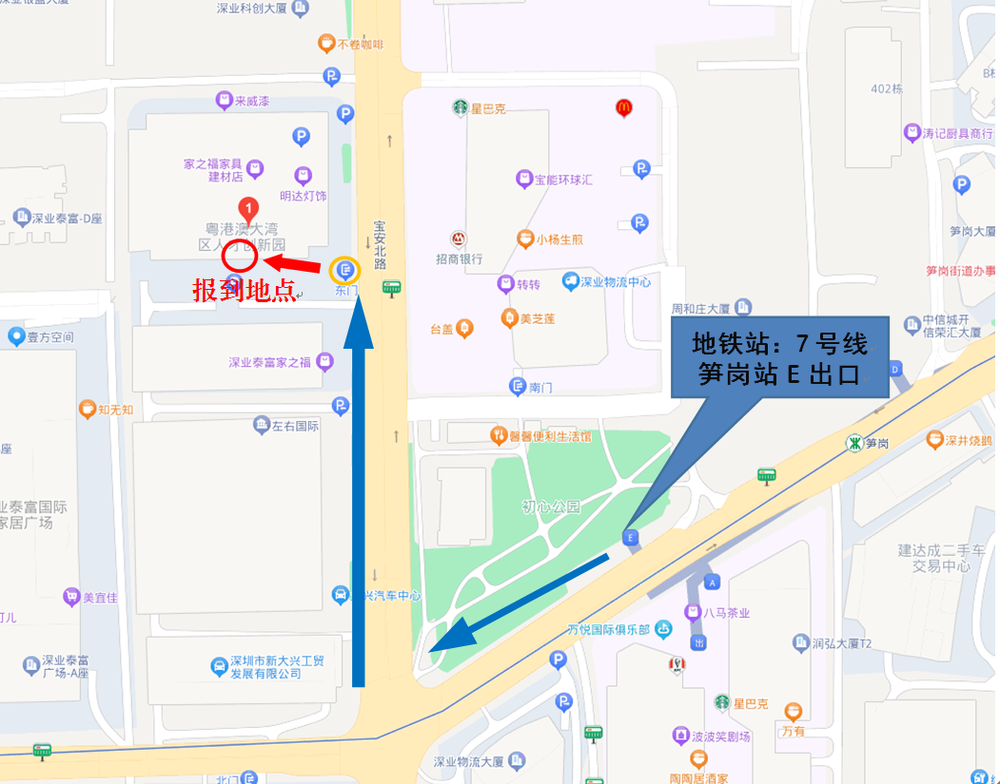 深业科创大厦
不卷咖啡
来威漆
星巴克
402栋
涛记厨具商行
家之福家具
建材店
明达灯饰
宝能环球汇
深业泰富-D座
1
粤港澳大湾
区人才创新园
宝安北路
小杨生煎
笋岗大厦
招商银行
笋岗街道办事
报到地点
东门
转转
深业物流中心
周和庄大厦
美芝莲
台盖
中信城开
信荣汇大厦
壹方空间
地铁站：7号线
笋岗站E出口
深业泰富家之福
D
南门
知无知
左右国际
馨馨便利生活馆
笋岗
深井烧鹅
座
初心公园
业泰富国际
家居广场
E
建达成二手车
交易中心
A
美宜佳
兴汽车中心
八马茶业
万悦国际俱乐部
出
润弘大厦T2
深业泰富
广场-A座
深圳市新大兴工贸
发展有限公司
星巴克
万有
波波笑剧场
深业物流大厦
陶陶居酒家
北门